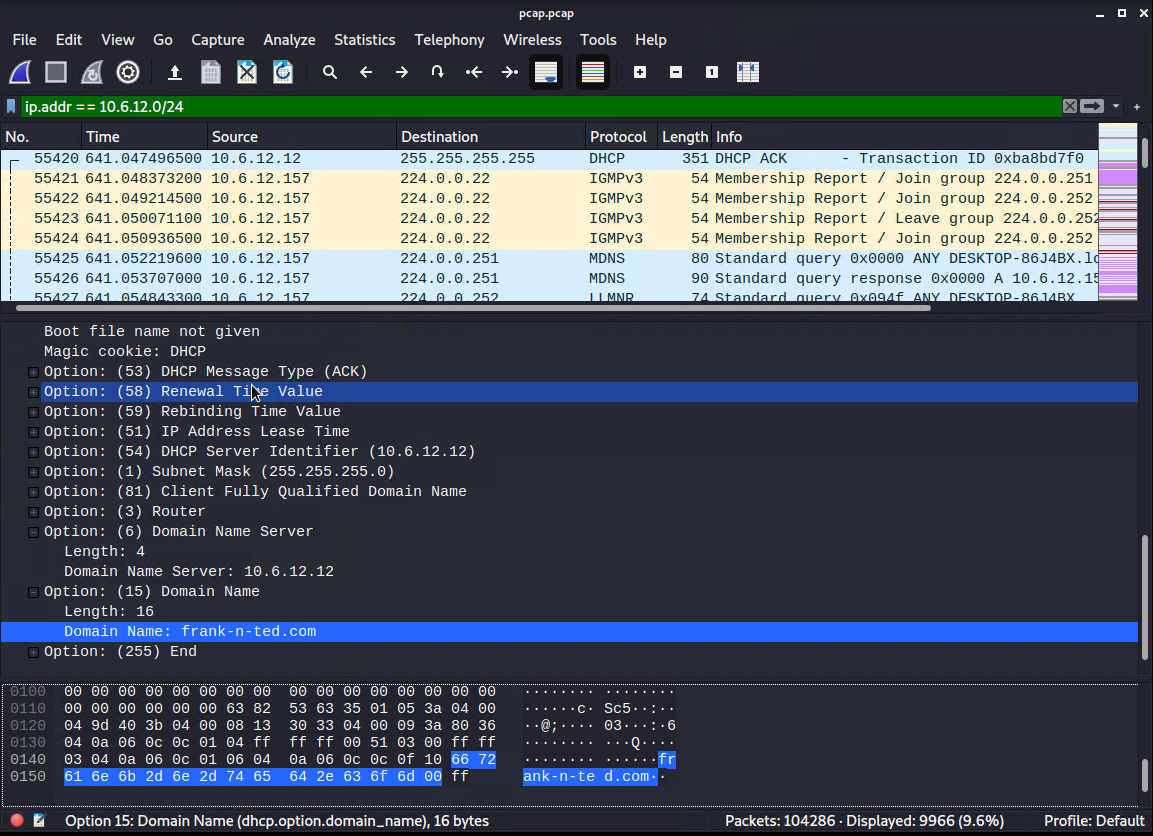 pcap.pcap
File Edit View Go Capture Analyze Statistics Telephony Wireless Tools Help
ip.addr == 10.6.12.0/24
No. Time Source Destination Protocol Length Info
55420 641.047496500 10.6.12.12 255.255.255.255 DHCP 351 DHCP ACK - Transaction ID 0xba8bd7f0
55421 641.048373200 10.6.12.157 224.0.0.22 IGMPv3 54 Membership Report / Join group 224.0.0.251
55422 641.049214500 10.6.12.157 224.0.0.22 IGMPv3 54 Membership Report / Join group 224.0.0.252
55423 641.050071100 10.6.12.157 224.0.0.22 IGMPv3 54 Membership Report / Leave group 224.0.0.252
55424 641.050936500 10.6.12.157 224.0.0.22 IGMPv3 54 Membership Report / Join group 224.0.0.252
55425 641.052219600 10.6.12.157 224.0.0.251 MDNS 80 Standard query 0x0000 ANY DESKTOP-86J4BX.lo
55426 641.053707000 10.6.12.157 224.0.0.251 MDNS 90 Standard query response 0x0000 A 10.6.12.15
55427 641.054843300 10.6.12.157 224.0.0.252 LLMNR 74 Standard query 0x094f ANY DESKTOP-86J4BX
Boot file name not given
Magic cookie: DHCP
Option: (53) DHCP Message Type (ACK)
Option: (58) Renewal Time Value
Option: (59) Rebinding Time Value
Option: (51) IP Address Lease Time
Option: (54) DHCP Server Identifier (10.6.12.12)
Option: (1) Subnet Mask (255.255.255.0)
Option: (81) Client Fully Qualified Domain Name
Option: (3) Router
Option: (6) Domain Name Server
Length: 4
Domain Name Server: 10.6.12.12
Option: (15) Domain Name
Length: 16
Domain Name: frank-n-ted.com
Option: (255) End
0100 00 00 00 00 00 00 00 00 00 00 00 00 00 00 00 00 ········ ········
0110 00 00 00 00 00 00 63 82 53 63 35 01 05 3a 04 00 ······c· Sc5··:··
0120 04 9d 40 3b 04 00 08 13 30 33 04 00 09 3a 80 36 ··@;···· 03···:·6
0130 04 0a 06 0c 0c 01 04 ff ff ff 00 51 03 00 ff ff ········ ···Q····
0140 03 04 0a 06 0c 01 06 04 0a 06 0c 0c 0f 10 66 72 ········ ······fr
0150 61 6e 6b 2d 6e 2d 74 65 64 2e 63 6f 6d 00 ff ank-n-te d.com··
Option 15: Domain Name (dhcp.option.domain_name), 16 bytes Packets: 104286 · Displayed: 9966 (9.6%) Profile: Default